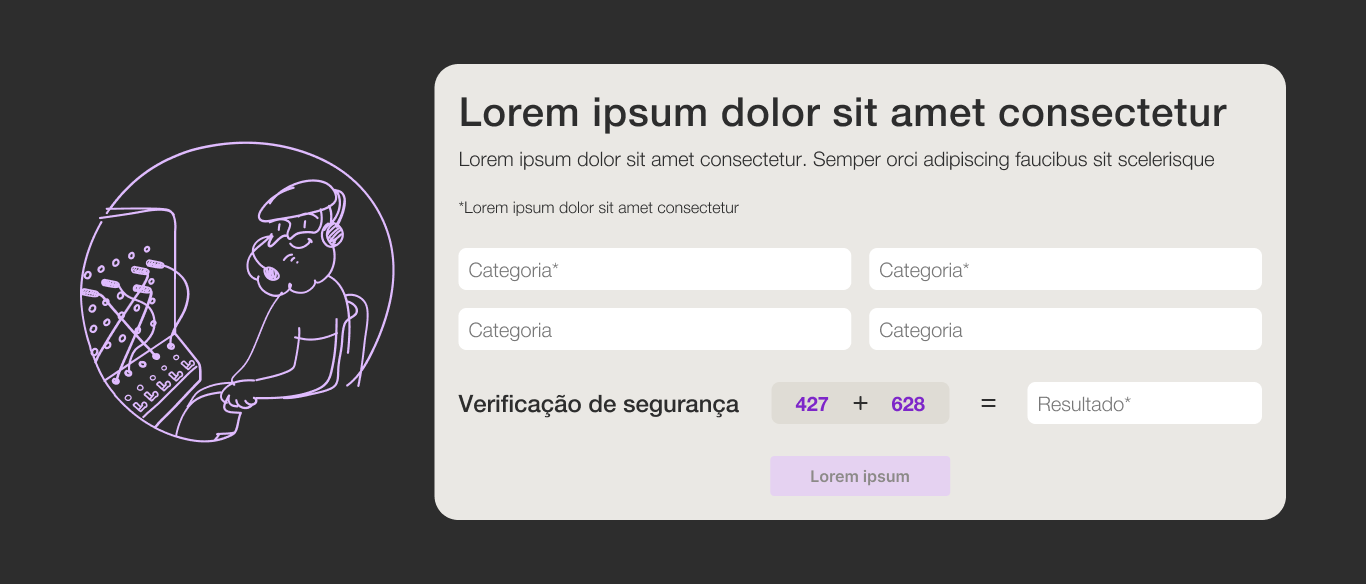 Lorem ipsum dolor sit amet consectetur
Lorem ipsum dolor sit amet consectetur. Semper orci adipiscing faucibus sit scelerisque
*Lorem ipsum dolor sit amet consectetur
Categoria* Categoria*
Categoria Categoria
Verificação de segurança 427 + 628 = Resultado*
Lorem ipsum